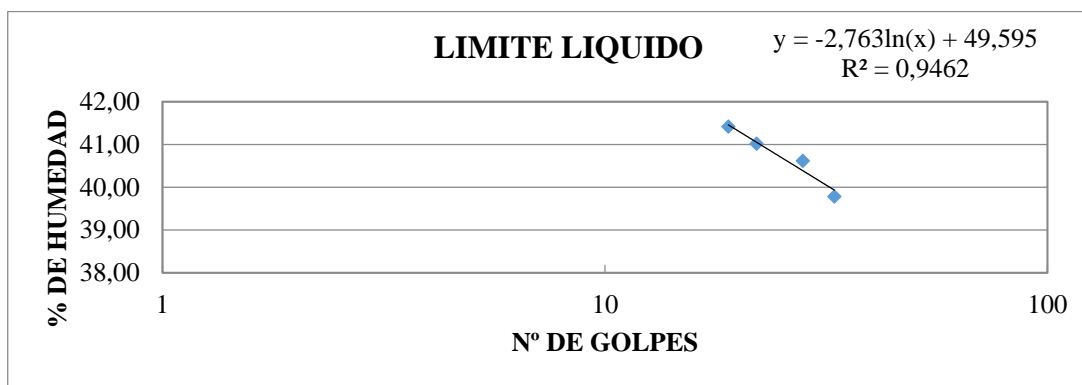 LIMITE LIQUIDO
y = -2,763ln(x) + 49,595
R² = 0,9462
% DE HUMEDAD
42,00
41,00
40,00
39,00
38,00
1
10
100
Nº DE GOLPES